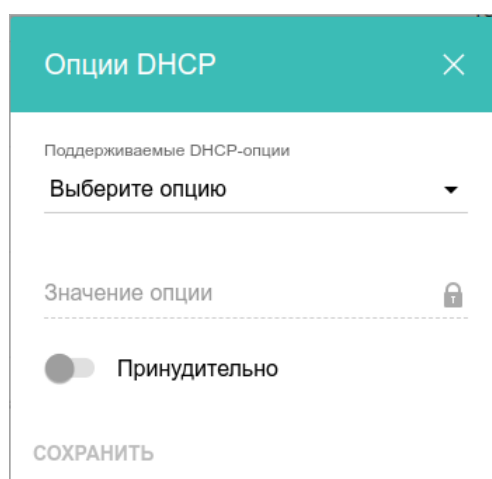 Опции DHCP
Поддерживаемые DHCP-опции
Выберите опцию
Значение опции
Принудительно
СОХРАНИТЬ